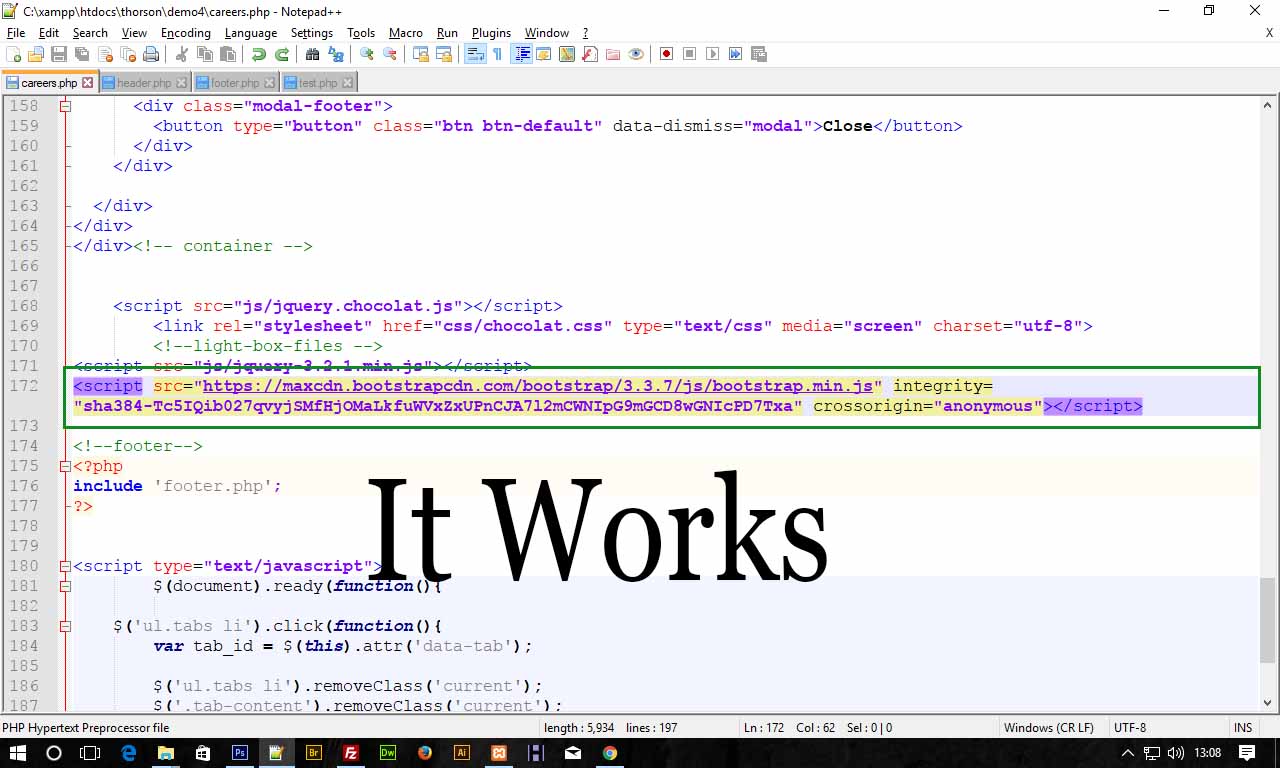 C:\xampp\htdocs\thorson\demo4\careers.php - Notepad++
File Edit Search View Encoding Language Settings Tools Macro Run Plugins Window ? X
careers.php header.php footer.php test.php
158 <div class="modal-footer">
159 <button type="button" class="btn btn-default" data-dismiss="modal">Close</button>
160 </div>
161 </div>
162
163 </div>
164 </div>
165 </div><!-- container -->
166
167
168 <script src="js/jquery.chocolat.js"></script>
169 <link rel="stylesheet" href="css/chocolat.css" type="text/css" media="screen" charset="utf-8">
170 <!--light-box-files -->
171 <script src="js/jquery-3.2.1.min.js"></script>
172 <script src="https://maxcdn.bootstrapcdn.com/bootstrap/3.3.7/js/bootstrap.min.js" integrity=
"sha384-Tc5IQib027qvyjSMfHjOMaLkfuWVxZxUPnCJA7l2mCWNIpG9mGCD8wGNIcPD7Txa" crossorigin="anonymous"></script>
173
174 <!--footer-->
175 <?php
176 include 'footer.php';
177 ?>
It Works
178
179
180 <script type="text/javascript">
181 $(document).ready(function(){
182
183 $('ul.tabs li').click(function(){
184 var tab_id = $(this).attr('data-tab');
185
186 $('ul.tabs li').removeClass('current');
187 $('.tab-content').removeClass('current');
PHP Hypertext Preprocessor file length : 5,934 lines : 197 Ln : 172 Col : 62 Sel : 0 | 0 Windows (CR LF) UTF-8 INS
Ps Br Fz Dw Ai 13:08